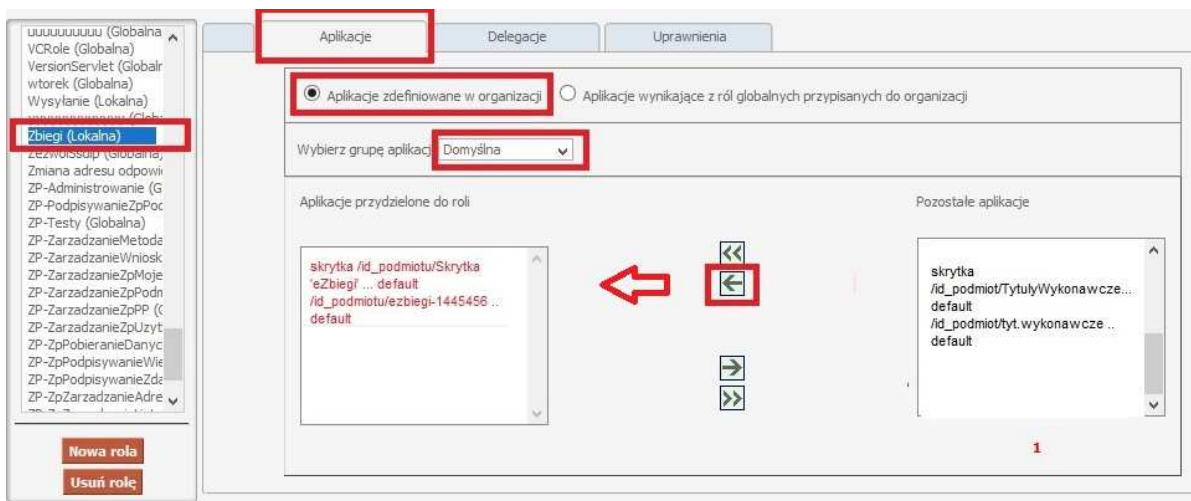 uuuuuuuuuu (Globalna
VCRole (Globalna)
VersionServlet (Globalr
wtorek (Globalna)
Wysyłanie (Lokalna)
Zbiegi (Lokalna)
Zmiana adresu odpowi
ZP-Administrowanie (G
ZP-PodpisywanieZpPoc
ZP-Testy (Globalna)
ZP-ZarzadzanieMetoda
ZP-ZarzadzanieWniosk
ZP-ZarzadzanieZpMoje
ZP-ZarzadzanieZpPodn
ZP-ZarzadzanieZpPP (G
ZP-ZarzadzanieZpUzyt
ZP-ZpPobieranieDanyc
ZP-ZpPodpisywanieWie
ZP-ZpPodpisywanieZda
ZP-ZpZarzadzanieAdre
Nowa rola
Usuń rolę
Aplikacje
Delegacje
Uprawnienia
Aplikacje zdefiniowane w organizacji
Aplikacje wynikające z ról globalnych przypisanych do organizacji
Wybierz grupę aplikacji Domyślna
Aplikacje przydzielone do roli
skrytka /id_podmiotu/Skrytka
'eZbiegi' ... default
/id_podmiotu/ezbiegi-1445456 ..
default
Pozostałe aplikacje
skrytka
/id_podmiot/TytulyWykonawcze...
default
/id_podmiot/tyt.wykonawcze ..
default
1